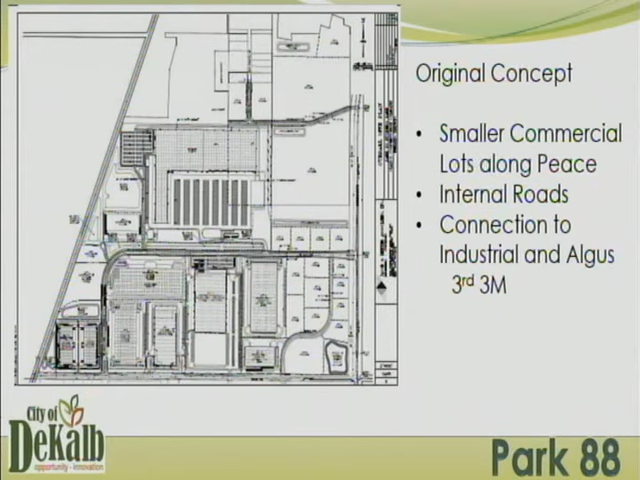 Original Concept
• Smaller Commercial
Lots along Peace
• Internal Roads
• Connection to
Industrial and Algus
3rd 3M
City of
DeKalb
opportunity • innovation
Park 88